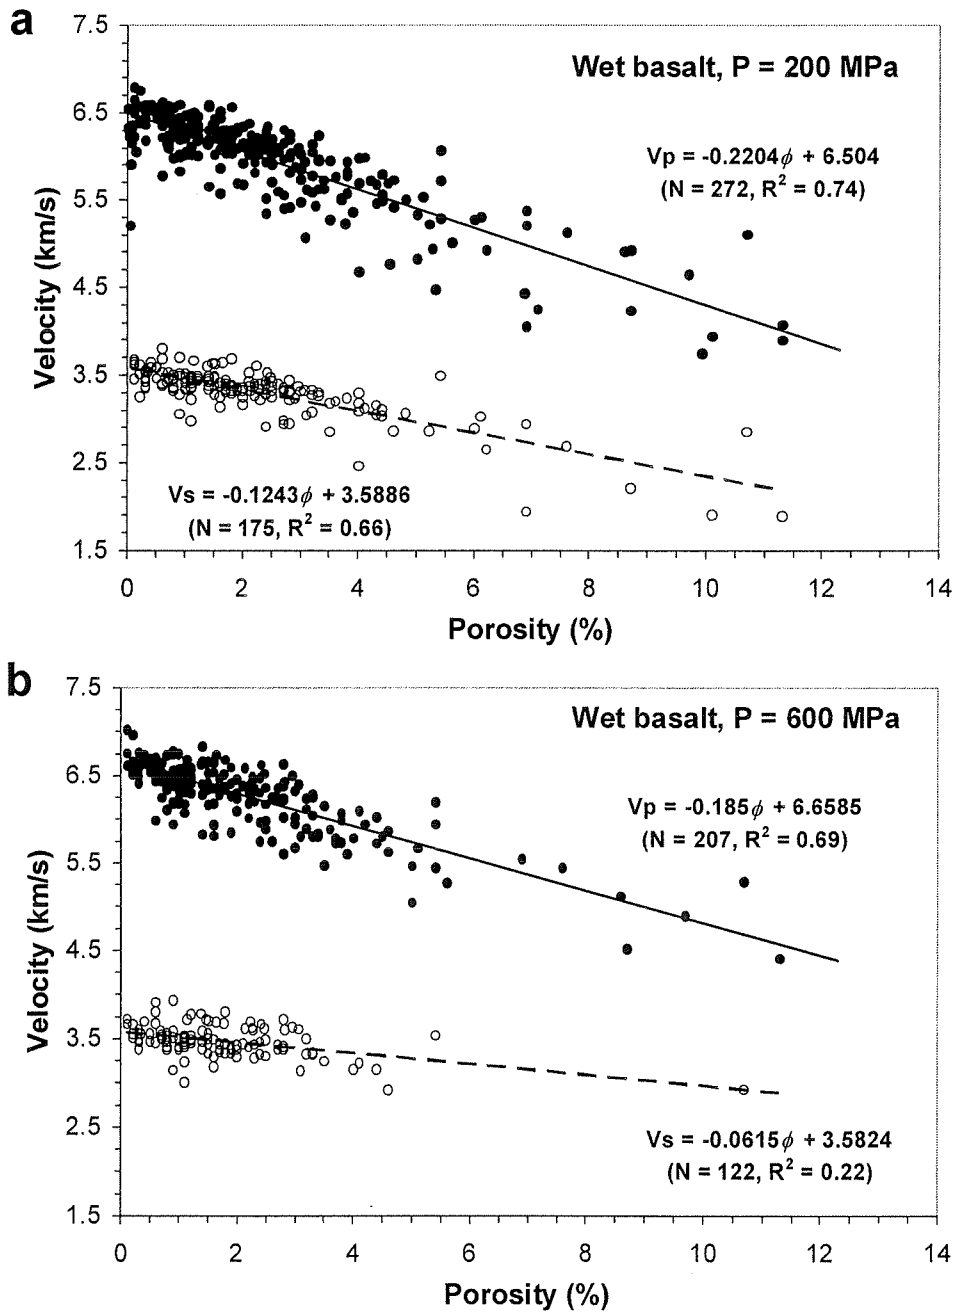 a
7.5
6.5
5.5
4.5
3.5
2.5
1.5
Velocity (km/s)
Wet basalt, P = 200 MPa
Vp = -0.2204ϕ + 6.504
(N = 272, R² = 0.74)
Vs = -0.1243ϕ + 3.5886
(N = 175, R² = 0.66)
0 2 4 6 8 10 12 14
Porosity (%)
b
7.5
6.5
5.5
4.5
3.5
2.5
1.5
Velocity (km/s)
Wet basalt, P = 600 MPa
Vp = -0.185ϕ + 6.6585
(N = 207, R² = 0.69)
Vs = -0.0615ϕ + 3.5824
(N = 122, R² = 0.22)
0 2 4 6 8 10 12 14
Porosity (%)